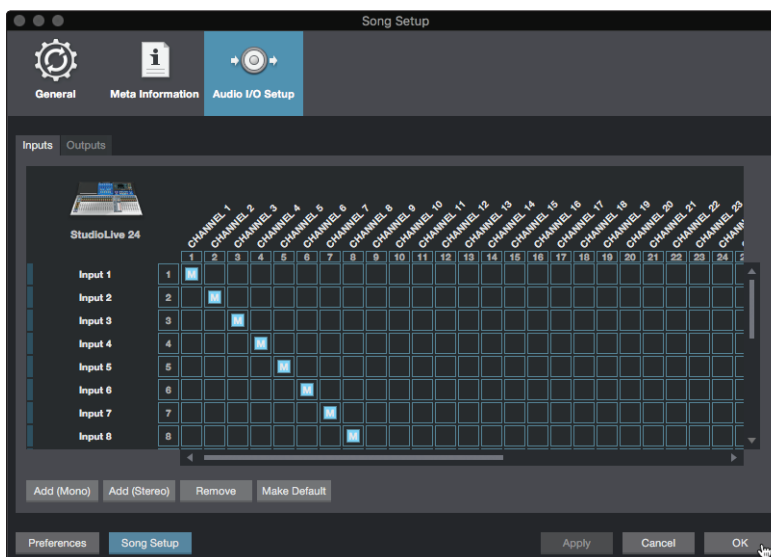 Song Setup
General
Meta Information
Audio I/O Setup
Inputs
Outputs
StudioLive 24
CHANNEL 1
CHANNEL 2
CHANNEL 3
CHANNEL 4
CHANNEL 5
CHANNEL 6
CHANNEL 7
CHANNEL 8
CHANNEL 9
CHANNEL 10
CHANNEL 11
CHANNEL 12
CHANNEL 13
CHANNEL 14
CHANNEL 15
CHANNEL 16
CHANNEL 17
CHANNEL 18
CHANNEL 19
CHANNEL 20
CHANNEL 21
CHANNEL 22
CHANNEL 23
1 2 3 4 5 6 7 8 9 10 11 12 13 14 15 16 17 18 19 20 21 22 23 24
Input 1 1 M
Input 2 2 M
Input 3 3 M
Input 4 4 M
Input 5 5 M
Input 6 6 M
Input 7 7 M
Input 8 8 M
Add (Mono) Add (Stereo) Remove Make Default
Preferences Song Setup Apply Cancel OK